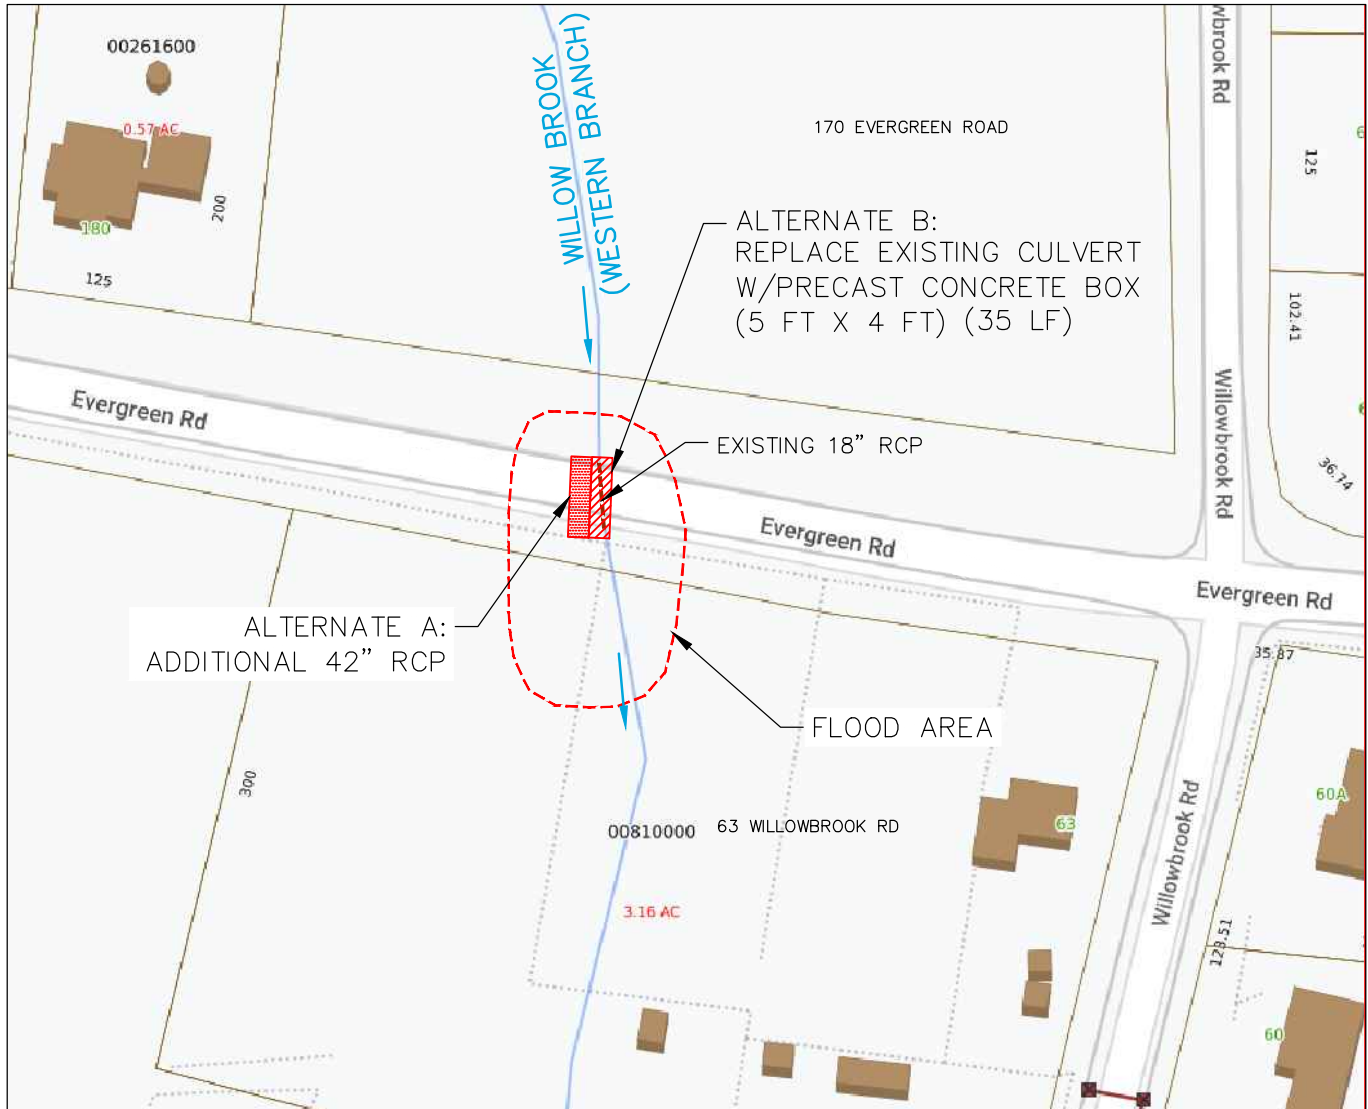 00261600
0.57 AC
180
200
125
WILLOW BROOK
(WESTERN BRANCH)
170 EVERGREEN ROAD
wbrook Rd
125
6
ALTERNATE B:
REPLACE EXISTING CULVERT
W/PRECAST CONCRETE BOX
(5 FT X 4 FT) (35 LF)
102.41
Willowbrook Rd
36.74
Evergreen Rd
EXISTING 18" RCP
Evergreen Rd
Evergreen Rd
ALTERNATE A:
ADDITIONAL 42" RCP
35.87
FLOOD AREA
300
00810000
63 WILLOWBROOK RD
63
60A
Willowbrook Rd
3.16 AC
128.51
60